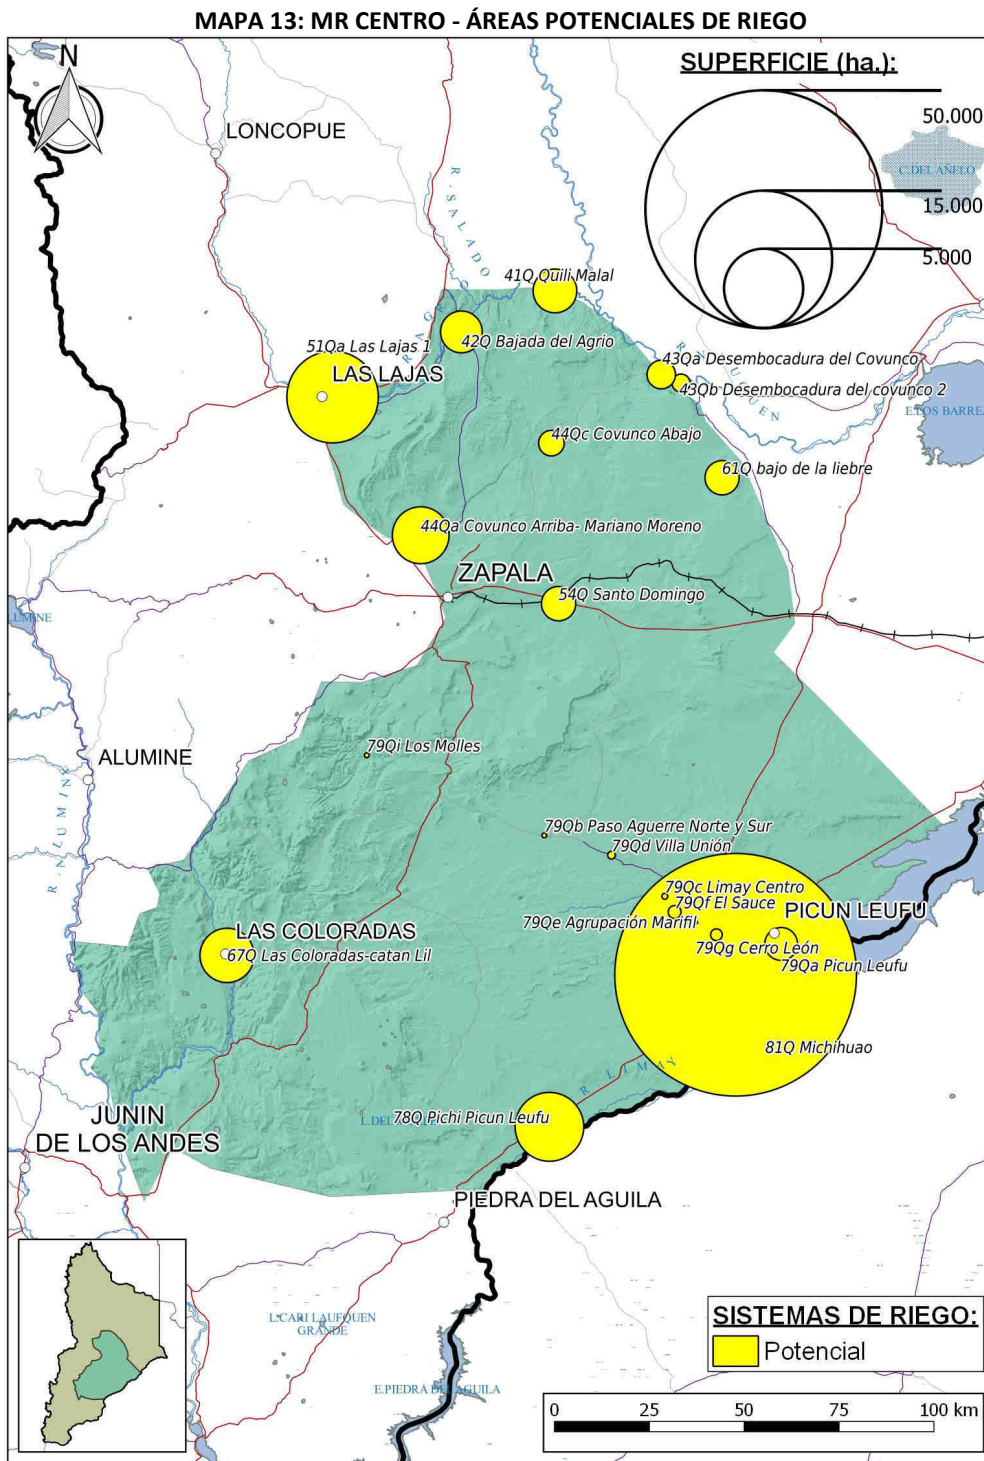 MAPA 13: MR CENTRO - ÁREAS POTENCIALES DE RIEGO
N
SUPERFICIE (ha.):
50.000
15.000
5.000
LONCOPUE
C.DEL AÑELO
R. SALADO
R. AGRIO
41Q Quili Malal
42Q Bajada del Agrio
51Qa Las Lajas 1
LAS LAJAS
R. NEUQUEN
43Qa Desembocadura del Covunco
43Qb Desembocadura del covunco 2
E.LOS BARRE
44Qc Covunco Abajo
61Q bajo de la liebre
44Qa Covunco Arriba- Mariano Moreno
ZAPALA
54Q Santo Domingo
UMINE
79Qi Los Molles
ALUMINE
R. ALUMINE
79Qb Paso Aguerre Norte y Sur
79Qd Villa Unión
79Qc Limay Centro
79Qf El Sauce
79Qe Agrupación Marifil
PICUN LEUFU
79Qg Cerro León
79Qa Picun Leufu
LAS COLORADAS
67Q Las Coloradas-catan Lil
81Q Michihuao
R. LIMAY
78Q Pichi Picun Leufu
JUNIN
DE LOS ANDES
PIEDRA DEL AGUILA
L.CARI LAUFQUEN
GRANDE
E.PIEDRA DEL AGUILA
SISTEMAS DE RIEGO:
Potencial
0 25 50 75 100 km